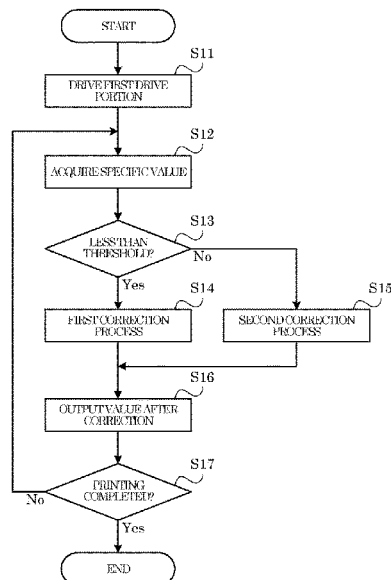 START
S11
DRIVE FIRST DRIVE
PORTION
S12
ACQUIRE SPECIFIC VALUE
S13
LESS THAN
THRESHOLD?
No
Yes
S14
S15
FIRST CORRECTION
PROCESS
SECOND CORRECTION
PROCESS
S16
OUTPUT VALUE AFTER
CORRECTION
S17
PRINTING
COMPLETED?
No
Yes
END